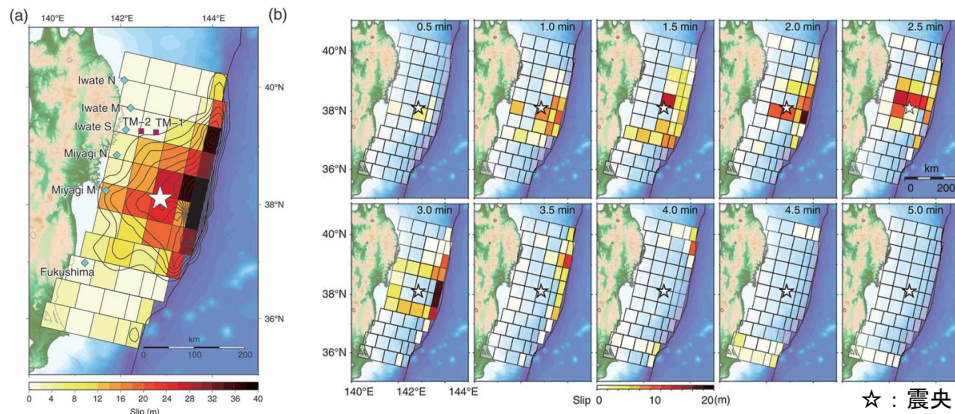 (a)
140°E
142°E
144°E
40°N
38°N
36°N
Iwate N
Iwate M
TM-2 TM-1
Iwate S
Miyagi N
Miyagi M
Fukushima
km
0 100 200
0 4 8 12 16 20 24 28 32 36 40
Slip (m)
(b)
140°E 142°E 144°E
0.5 min
1.0 min
1.5 min
2.0 min
2.5 min
40°N
38°N
36°N
km
0 200
3.0 min
3.5 min
4.0 min
4.5 min
5.0 min
40°N
38°N
36°N
140°E 142°E 144°E
Slip 0 10 20(m)
☆：震央